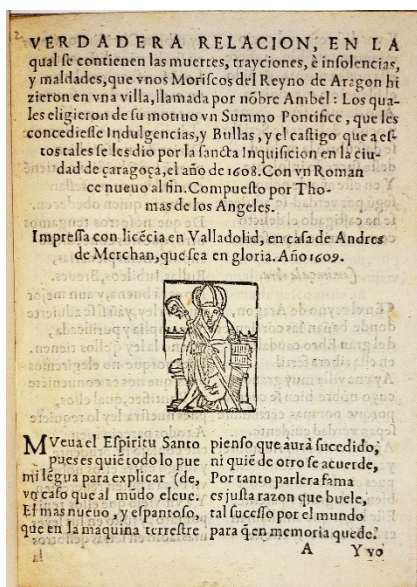 VERDADERA RELACION, EN LA
qual se contienen las muertes, trayciones, è insolencias,
y maldades, que vnos Moriscos del Reyno de Aragon hi
zieron en vna villa, llamada por nõbre Ambel: Los qua-
les eligieron de su motiuo vn Summo Pontifice, que les
concediesse Indulgencias, y Bullas, y el castigo que a es-
tos tales se les dio por la sancta Inquisicion en la ciu-
dad de çaragoça, el año de 1608. Con vn Roman
ce nueuo al fin. Compuesto por Tho-
mas de los Angeles.
Impressa con licẽcia en Valladolid, en casa de Andres
de Merchan, que sea en gloria. Año 1609.
MVeua el Espiritu Santo
pues es quiẽ todo lo pue
mi lẽgua para explicar (de,
vn caso que al mũdo eleue.
El mas nueuo, y espantoso,
que en la maquina terrestre
pienso que aurà sucedido,
ni quiẽ de otro se acuerde,
Por tanto parlera fama
es justa razon que buele,
tal sucesso por el mundo
para q̃ en memoria quede.
A Y vo